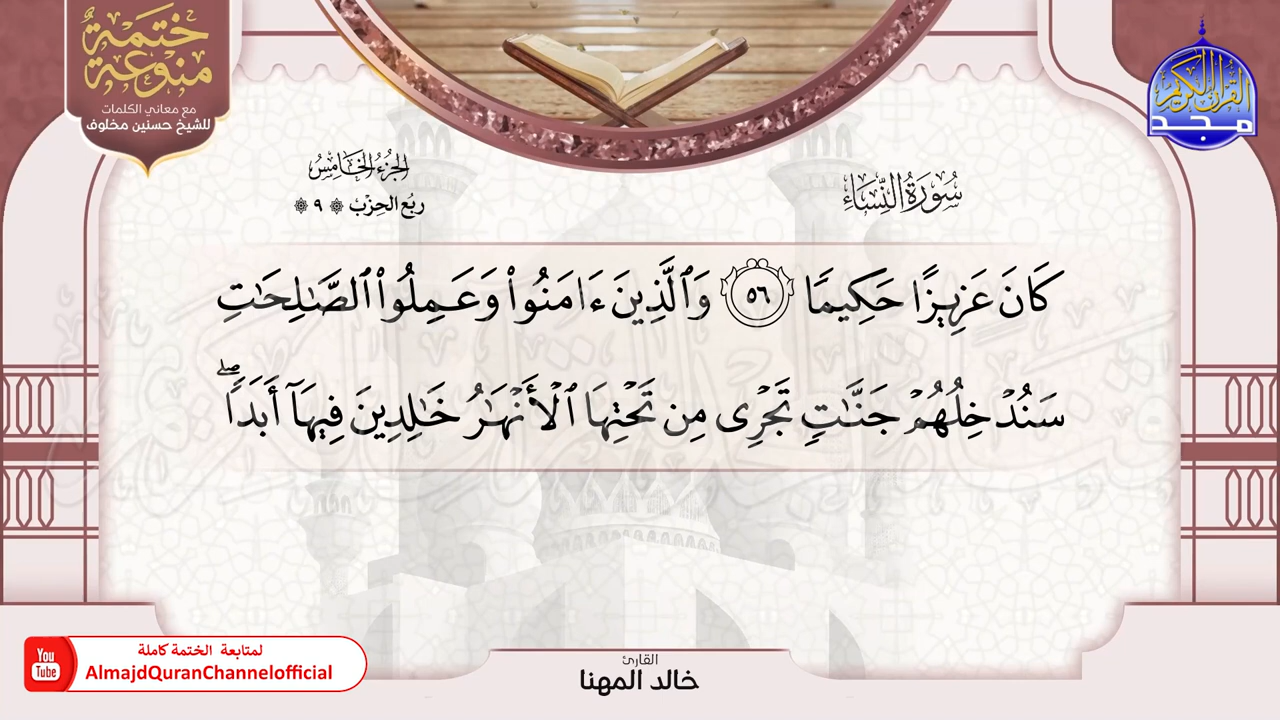 ختمة
منوعة
مع معاني الكلمات
للشيخ حسنين مخلوف
القرآن الكريم
مجد
الجزء الخامس
ربع الحزب ۞ ٩ ۞
سورة النساء
كَانَ عَزِيزًا حَكِيمًا ٥٦ وَٱلَّذِينَ ءَامَنُوا۟ وَعَمِلُوا۟ ٱلصَّـٰلِحَـٰتِ
سَنُدْخِلُهُمْ جَنَّـٰتٍ تَجْرِى مِن تَحْتِهَا ٱلْأَنْهَـٰرُ خَـٰلِدِينَ فِيهَآ أَبَدًا ۖ
You
Tube
لمتابعة الختمة كاملة
AlmajdQuranChannelofficial
القارئ
خالد المهنا